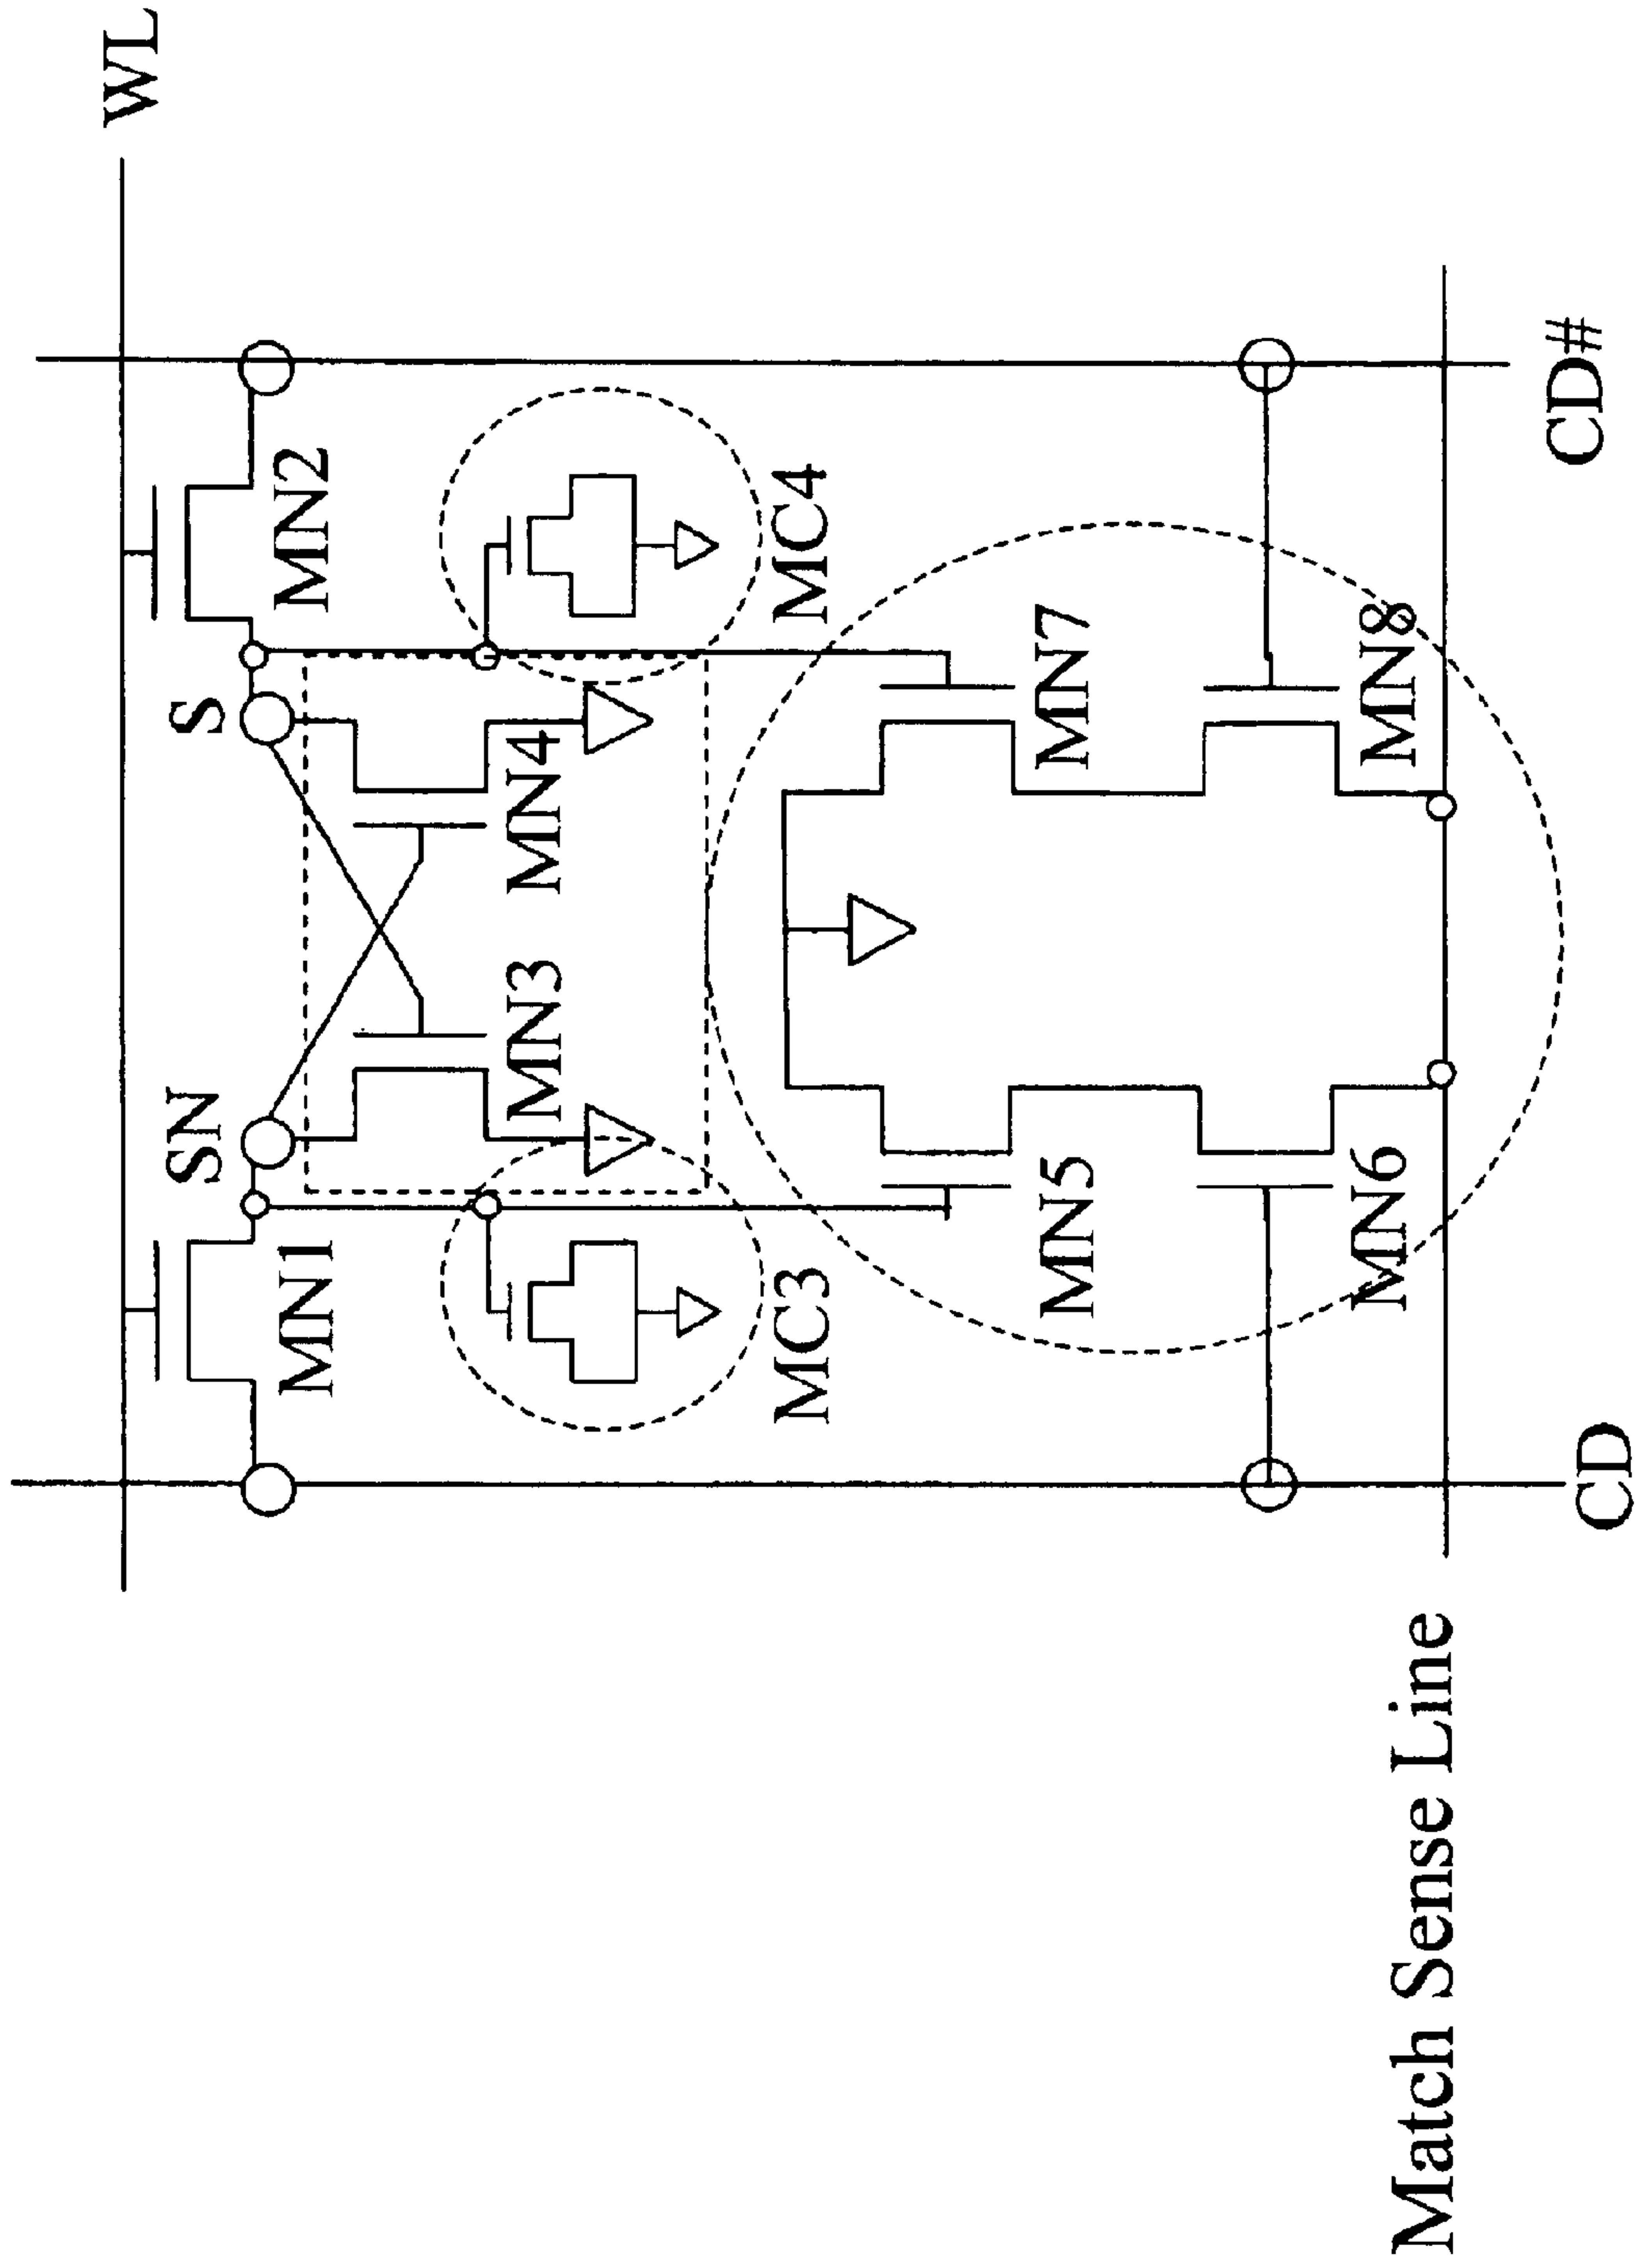 WL
MN1
MN2
SN
S
MN3
MN4
MC3
MC4
MN5
MN7
MN6
MN8
Match Sense Line
CD
CD#